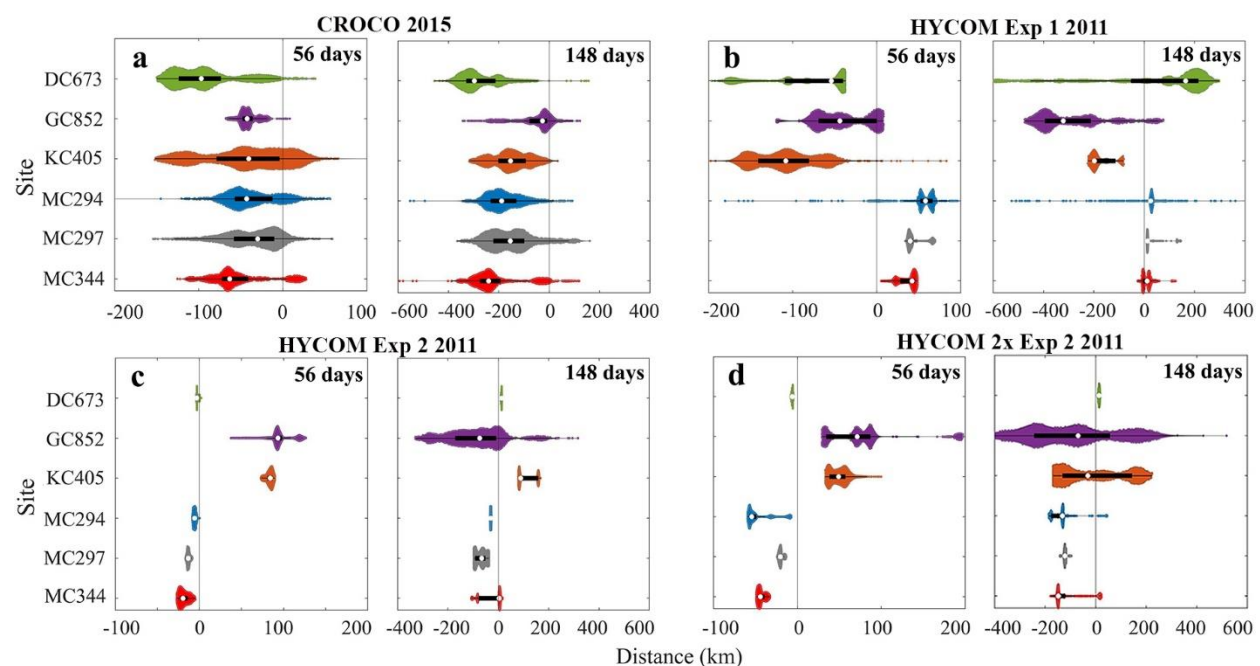 CROCO 2015
HYCOM Exp 1 2011
a 56 days 148 days
b 56 days 148 days
DC673
GC852
KC405
MC294
MC297
MC344
Site
-200 -100 0 100
-600 -400 -200 0 200 400
-200 -100 0 100
-600 -400 -200 0 200 400
HYCOM Exp 2 2011
HYCOM 2x Exp 2 2011
c 56 days 148 days
d 56 days 148 days
DC673
GC852
KC405
MC294
MC297
MC344
Site
-100 0 100 200
-400 -200 0 200 400 600
-100 0 100 200
-400 -200 0 200 400 600
Distance (km)